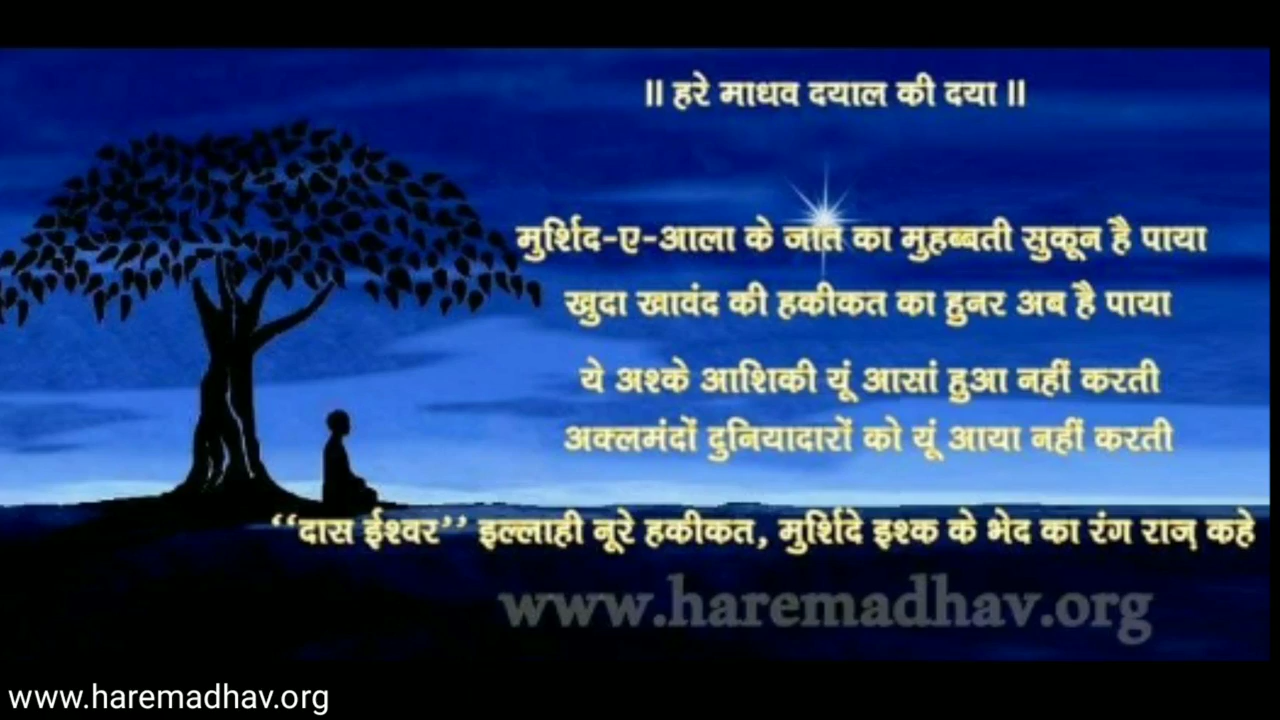 ॥ हरे माधव दयाल की दया ॥
मुर्शिद-ए-आला के जात का मुहब्बती सुकून है पाया
खुदा खावंद की हकीकत का हुनर अब है पाया
ये अश्के आशिकी यूं आसां हुआ नहीं करती
अक्लमंदों दुनियादारों को यूं आया नहीं करती
‘‘दास ईश्वर’’ इल्लाही नूरे हकीकत, मुर्शिदे इश्क के भेद का रंग राज़ कहे
www.haremadhav.org
www.haremadhav.org